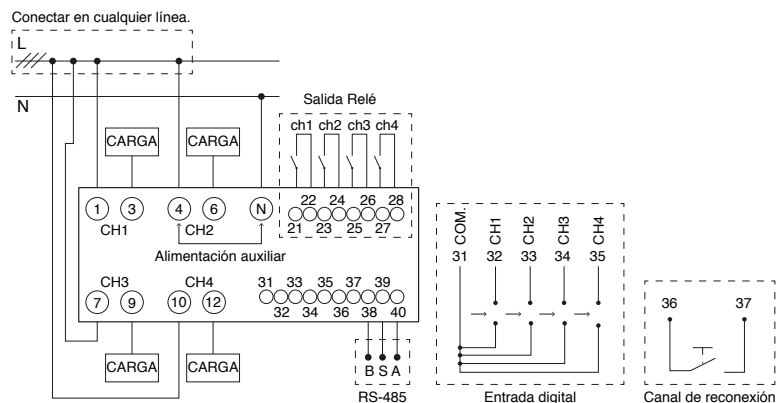 Conectar en cualquier línea.
L
N
Salida Relé
ch1 ch2 ch3 ch4
CARGA CARGA
22 24 26 28
1 3 4 6 N
21 23 25 27
CH1 CH2
Alimentación auxiliar
CH3 CH4
7 9 10 12
31 33 35 37 39
32 34 36 38 40
CARGA CARGA
B S A
RS-485
COM. CH1 CH2 CH3 CH4
31 32 33 34 35
Entrada digital
36 37
Canal de reconexión